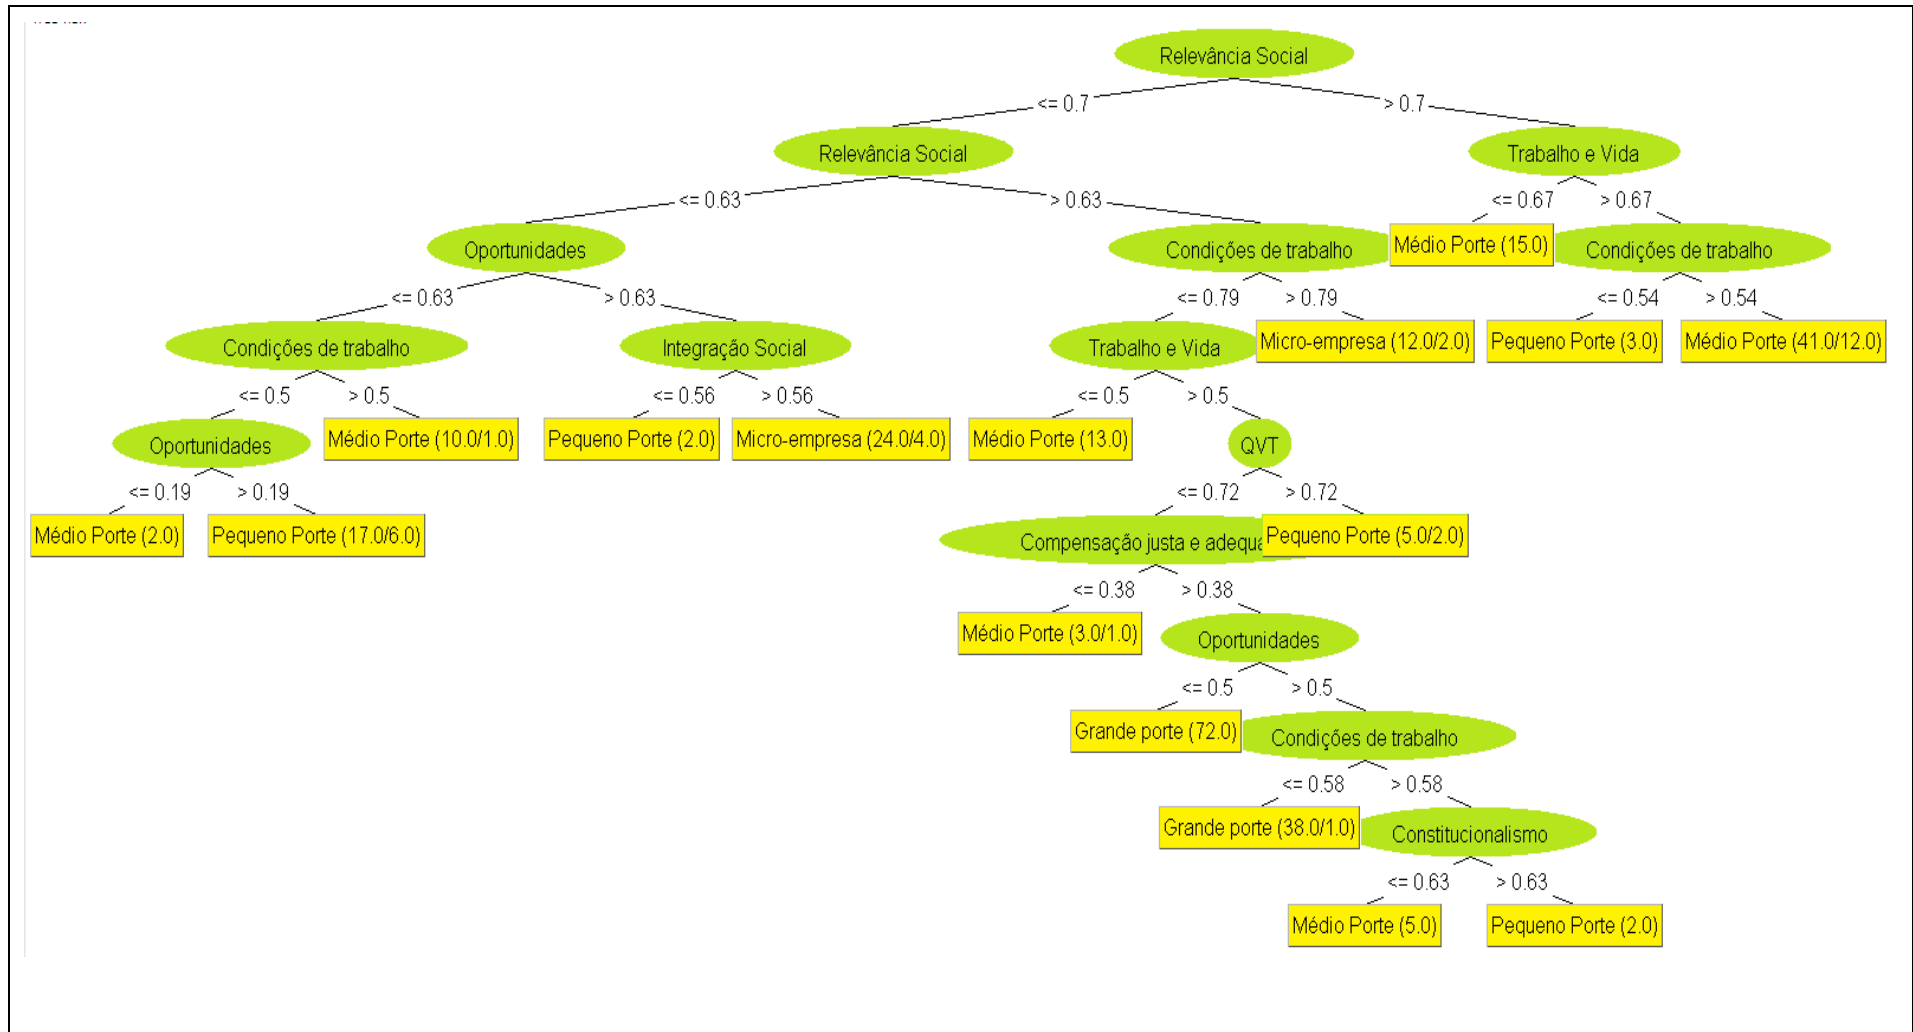 Relevância Social
<= 0.7
> 0.7
Relevância Social
Trabalho e Vida
<= 0.63
> 0.63
<= 0.67
> 0.67
Oportunidades
Condições de trabalho
Médio Porte (15.0)
Condições de trabalho
<= 0.63
> 0.63
<= 0.79
> 0.79
<= 0.54
> 0.54
Condições de trabalho
Integração Social
Trabalho e Vida
Micro-empresa (12.0/2.0)
Pequeno Porte (3.0)
Médio Porte (41.0/12.0)
<= 0.5
> 0.5
<= 0.56
> 0.56
<= 0.5
> 0.5
Oportunidades
Médio Porte (10.0/1.0)
Pequeno Porte (2.0)
Micro-empresa (24.0/4.0)
Médio Porte (13.0)
QVT
<= 0.19
> 0.19
<= 0.72
> 0.72
Médio Porte (2.0)
Pequeno Porte (17.0/6.0)
Compensação justa e adequa
Pequeno Porte (5.0/2.0)
<= 0.38
> 0.38
Médio Porte (3.0/1.0)
Oportunidades
<= 0.5
> 0.5
Grande porte (72.0)
Condições de trabalho
<= 0.58
> 0.58
Grande porte (38.0/1.0)
Constitucionalismo
<= 0.63
> 0.63
Médio Porte (5.0)
Pequeno Porte (2.0)